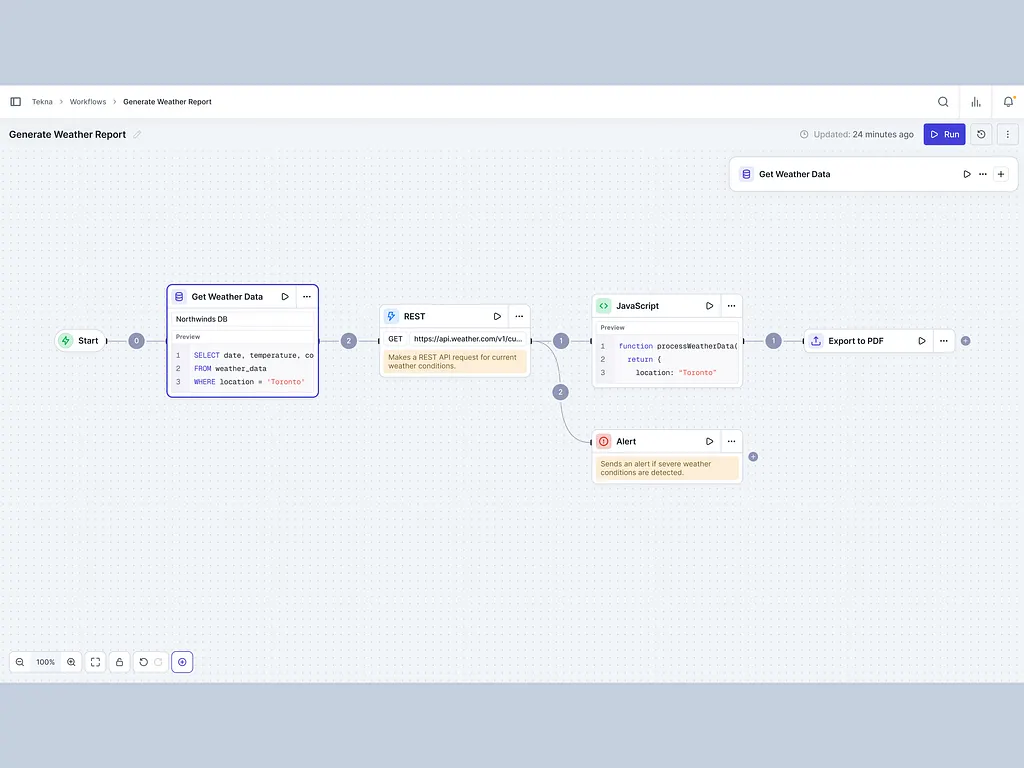 Tekna > Workflows > Generate Weather Report
Generate Weather Report
Updated: 24 minutes ago
Run
Get Weather Data
Start
0
Get Weather Data
Northwinds DB
Preview
1 SELECT date, temperature, co
2 FROM weather_data
3 WHERE location = 'Toronto'
2
REST
GET https://api.weather.com/v1/cu...
Makes a REST API request for current
weather conditions.
1
2
JavaScript
Preview
1 function processWeatherData(
2 return {
3 location: "Toronto"
1
Export to PDF
Alert
Sends an alert if severe weather
conditions are detected.
100%